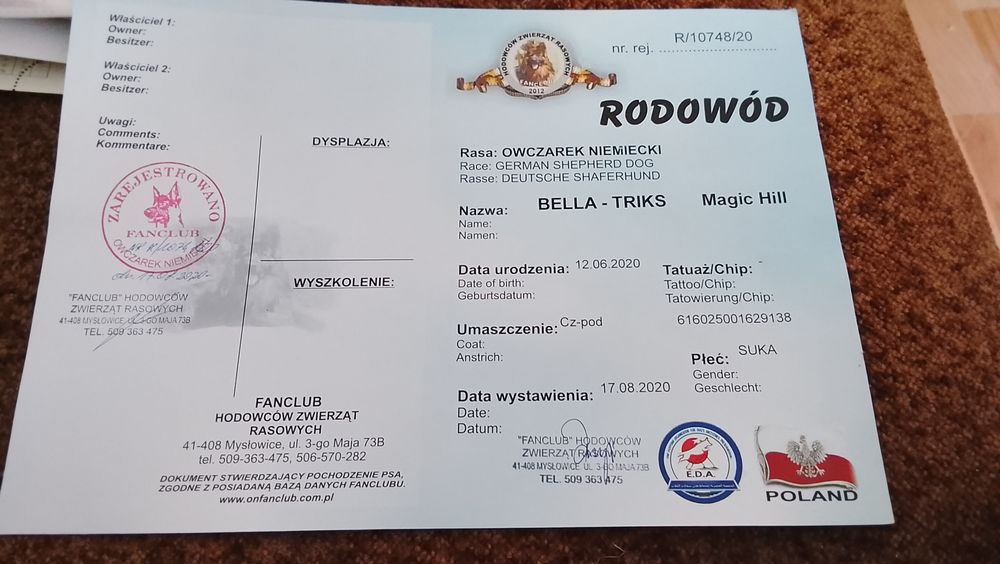 Właściciel 1:
Owner:
Besitzer:
Właściciel 2:
Owner:
Besitzer:
Uwagi:
Comments:
Kommentare:
DYSPLAZJA:
WYSZKOLENIE:
ZAREJESTROWANO
FANCLUB
OWCZAREK NIEMIECKI
"FANCLUB" HODOWCÓW
ZWIERZĄT RASOWYCH
41-408 MYSŁOWICE, UL. 3-GO MAJA 73B
TEL. 509 363 475
FANCLUB
HODOWCÓW ZWIERZĄT
RASOWYCH
41-408 Mysłowice, ul. 3-go Maja 73B
tel. 509-363-475, 506-570-282
DOKUMENT STWIERDZAJĄCY POCHODZENIE PSA,
ZGODNE Z POSIADANĄ BAZĄ DANYCH FANCLUBU.
www.onfanclub.com.pl
HODOWCÓW ZWIERZĄT RASOWYCH
FANCLUB
2012
nr. rej. R/10748/20
RODOWÓD
Rasa: OWCZAREK NIEMIECKI
Race: GERMAN SHEPHERD DOG
Rasse: DEUTSCHE SHAFERHUND
Nazwa: BELLA - TRIKS Magic Hill
Name:
Namen:
Data urodzenia: 12.06.2020
Date of birth:
Geburtsdatum:
Tatuaż/Chip: -
Tattoo/Chip:
Tatowierung/Chip:
616025001629138
Umaszczenie: Cz-pod
Coat:
Anstrich:
Płeć: SUKA
Gender:
Geschlecht:
Data wystawienia: 17.08.2020
Date:
Datum:
"FANCLUB" HODOWCÓW
ZWIERZĄT RASOWYCH
41-408 MYSŁOWICE, UL. 3-GO MAJA 73B
TEL. 509 363 475
E.D.A.
POLAND